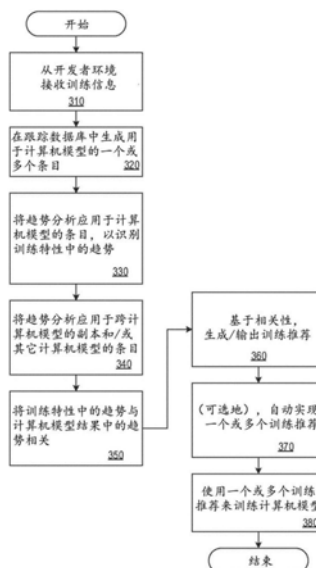 开始
从开发者环境
接收训练信息
310
在跟踪数据库中生成用
于计算机模型的一个或
多个条目
320
将趋势分析应用于计算
机模型的条目，以识别
训练特性中的趋势
330
将趋势分析应用于跨计
算机模型的副本和/或
其它计算机模型的条目
340
将训练特性中的趋势与
计算机模型结果中的趋
势相关
350
基于相关性，
生成/输出训练推荐
360
（可选地），自动实现
一个或多个训练推荐
370
使用一个或多个训练
推荐来训练计算机模型
380
结束